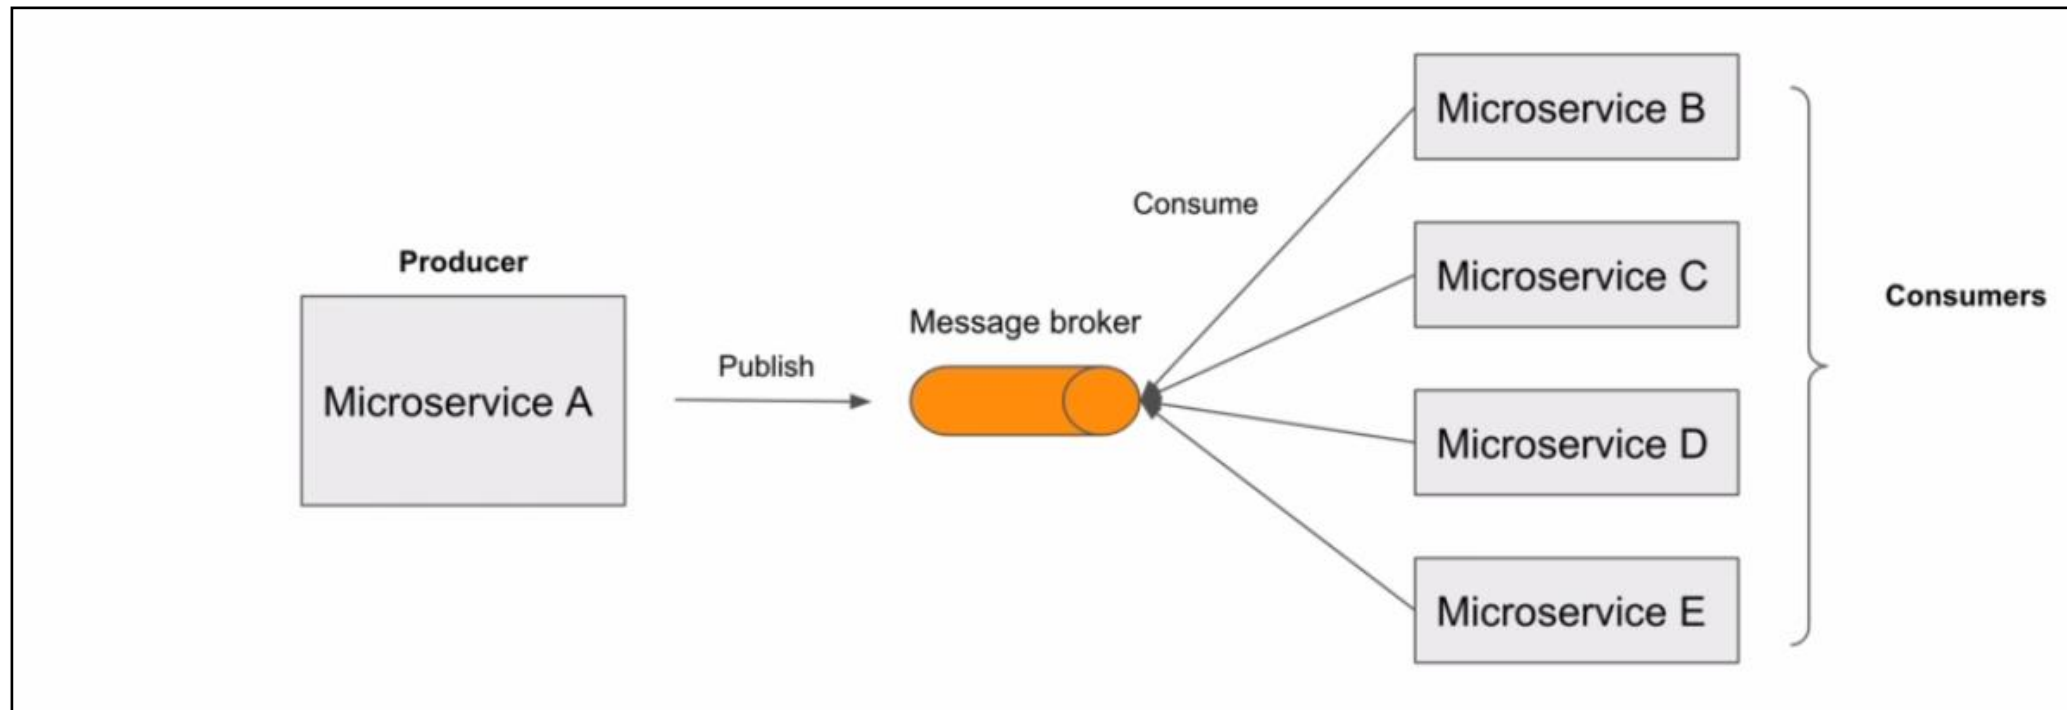 Producer
Microservice A
Publish
Message broker
Consume
Microservice B
Microservice C
Microservice D
Microservice E
Consumers